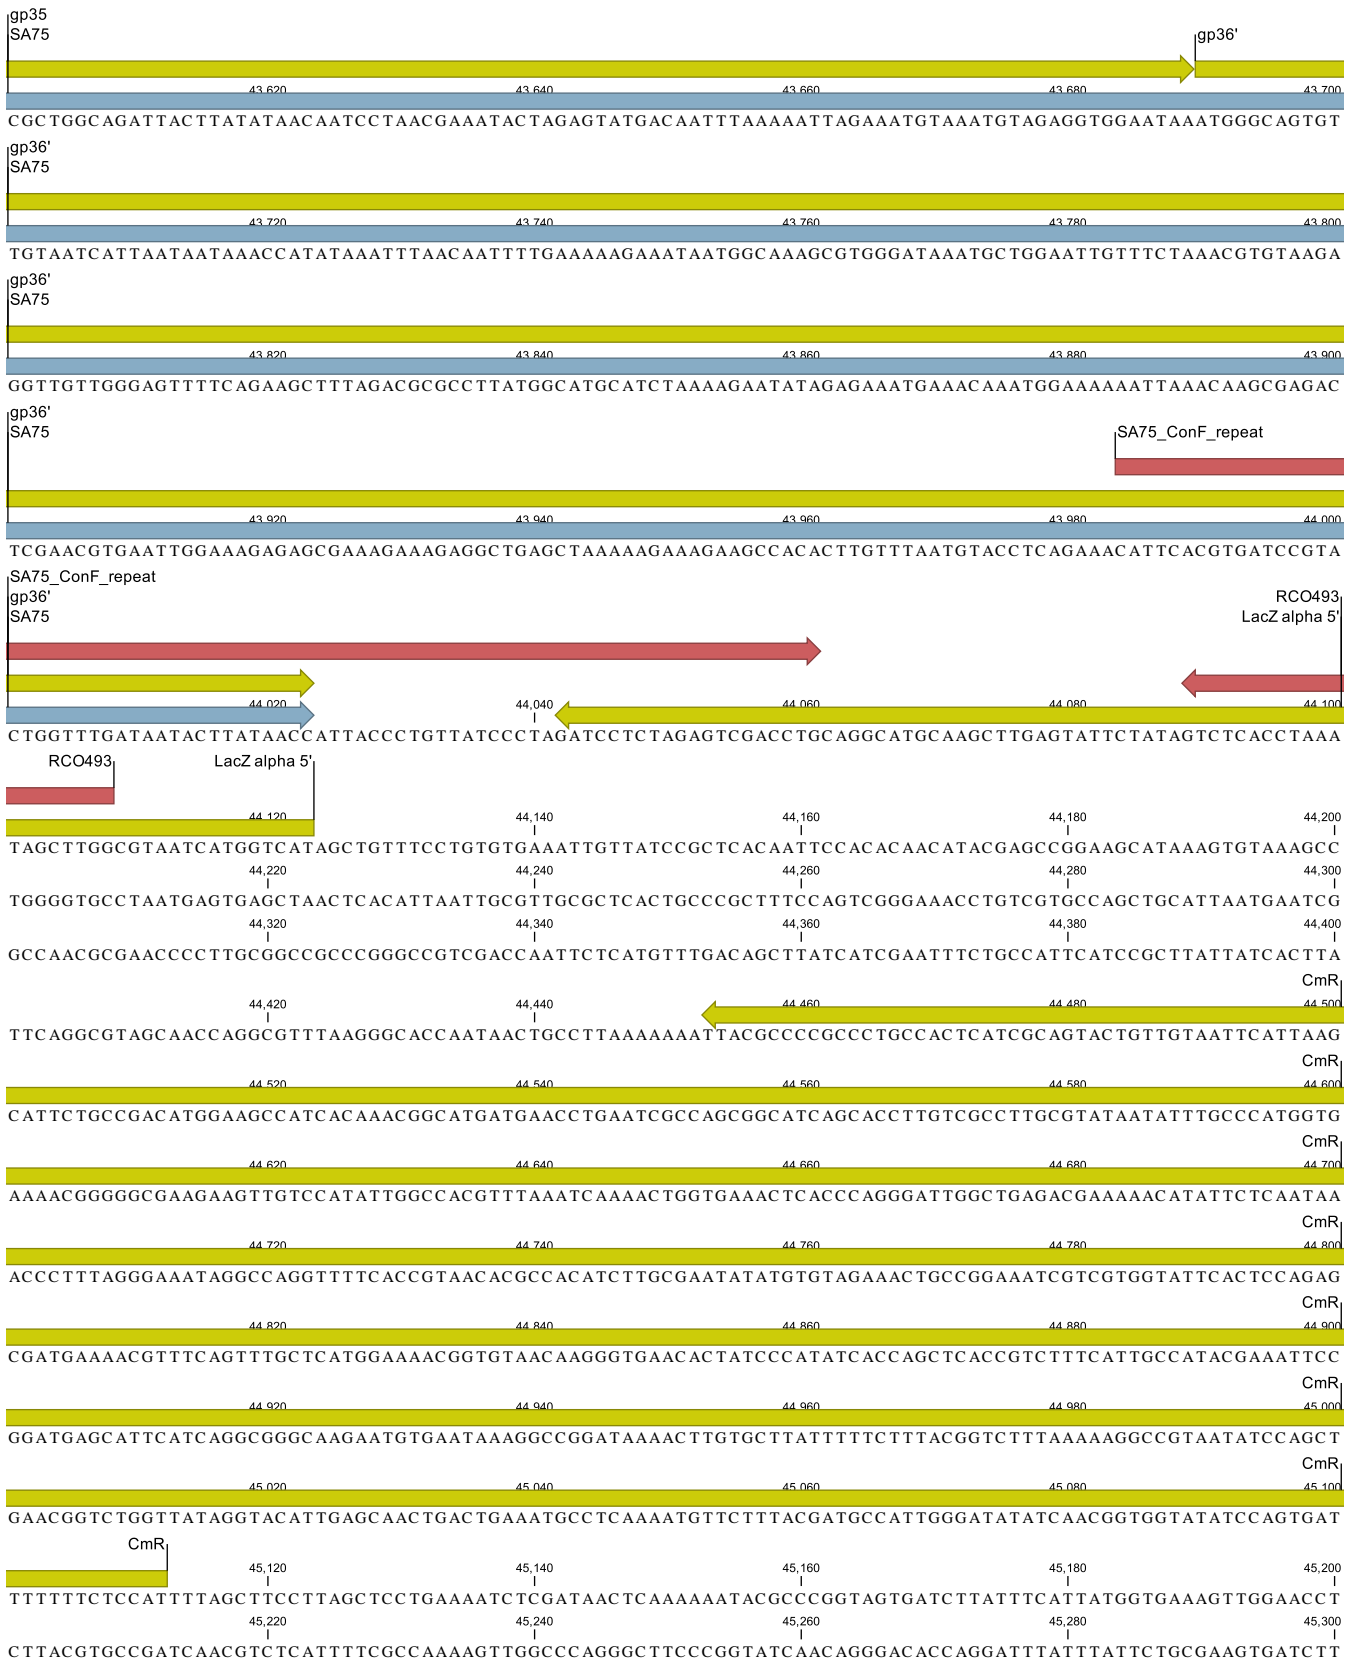 gp35
SA75
gp36'
43,620 43,640 43,660 43,680 43,700
CGCTGGCAGATTACTTATATAACAATCCTAACGAAATACTAGAGTATGACAATTTAAAAATTAGAAATGTAAATGTAGAGGTGGAATAAATGGGCAGTGT
gp36'
SA75
43,720 43,740 43,760 43,780 43,800
TGTAATCATTAATAATAAACCATATAAATTTAACAATTTTGAAAAAGAAATAATGGCAAAGCGTGGGATAAATGCTGGAATTGTTTCTAAACGTGTAAGA
gp36'
SA75
43,820 43,840 43,860 43,880 43,900
GGTTGTTGGGAGTTTTCAGAAGCTTTAGACGCGCCTTATGGCATGCATCTAAAAGAATATAGAGAAATGAAACAAATGGAAAAAATTAAACAAGCGAGAC
gp36'
SA75
SA75_ConF_repeat
43,920 43,940 43,960 43,980 44,000
TCGAACGTGAATTGGAAAGAGAGCGAAAGAAAGAGGCTGAGCTAAAAAGAAAGAAGCCACACTTGTTTAATGTACCTCAGAAACATTCACGTGATCCGTA
SA75_ConF_repeat
gp36'
SA75
RCO493
LacZ alpha 5'
44,020 44,040 44,060 44,080 44,100
CTGGTTTGATAATACTTATAACCATTACCCTGTTATCCCTAGATCCTCTAGAGTCGACCTGCAGGCATGCAAGCTTGAGTATTCTATAGTCTCACCTAAA
RCO493 LacZ alpha 5'
44,120 44,140 44,160 44,180 44,200
TAGCTTGGCGTAATCATGGTCATAGCTGTTTCCTGTGTGAAATTGTTATCCGCTCACAATTCCACACAACATACGAGCCGGAAGCATAAAGTGTAAAGCC
44,220 44,240 44,260 44,280 44,300
TGGGGTGCCTAATGAGTGAGCTAACTCACATTAATTGCGTTGCGCTCACTGCCCGCTTTCCAGTCGGGAAACCTGTCGTGCCAGCTGCATTAATGAATCG
44,320 44,340 44,360 44,380 44,400
GCCAACGCGAACCCCTTGCGGCCGCCCGGGCCGTCGACCAATTCTCATGTTTGACAGCTTATCATCGAATTTCTGCCATTCATCCGCTTATTATCACTTA
CmR
44,420 44,440 44,460 44,480 44,500
TTCAGGCGTAGCAACCAGGCGTTTAAGGGCACCAATAACTGCCTTAAAAAAATTACGCCCCGCCCTGCCACTCATCGCAGTACTGTTGTAATTCATTAAG
CmR
44,520 44,540 44,560 44,580 44,600
CATTCTGCCGACATGGAAGCCATCACAAACGGCATGATGAACCTGAATCGCCAGCGGCATCAGCACCTTGTCGCCTTGCGTATAATATTTGCCCATGGTG
CmR
44,620 44,640 44,660 44,680 44,700
AAAACGGGGGCGAAGAAGTTGTCCATATTGGCCACGTTTAAATCAAAACTGGTGAAACTCACCCAGGGATTGGCTGAGACGAAAAACATATTCTCAATAA
CmR
44,720 44,740 44,760 44,780 44,800
ACCCTTTAGGGAAATAGGCCAGGTTTTCACCGTAACACGCCACATCTTGCGAATATATGTGTAGAAACTGCCGGAAATCGTCGTGGTATTCACTCCAGAG
CmR
44,820 44,840 44,860 44,880 44,900
CGATGAAAACGTTTCAGTTTGCTCATGGAAAACGGTGTAACAAGGGTGAACACTATCCCATATCACCAGCTCACCGTCTTTCATTGCCATACGAAATTCC
CmR
44,920 44,940 44,960 44,980 45,000
GGATGAGCATTCATCAGGCGGGCAAGAATGTGAATAAAGGCCGGATAAAACTTGTGCTTATTTTTCTTTACGGTCTTTAAAAAGGCCGTAATATCCAGCT
CmR
45,020 45,040 45,060 45,080 45,100
GAACGGTCTGGTTATAGGTACATTGAGCAACTGACTGAAATGCCTCAAAATGTTCTTTACGATGCCATTGGGATATATCAACGGTGGTATATCCAGTGAT
CmR
45,120 45,140 45,160 45,180 45,200
TTTTTTCTCCATTTTAGCTTCCTTAGCTCCTGAAAATCTCGATAACTCAAAAAATACGCCCGGTAGTGATCTTATTTCATTATGGTGAAAGTTGGAACCT
45,220 45,240 45,260 45,280 45,300
CTTACGTGCCGATCAACGTCTCATTTTCGCCAAAAGTTGGCCCAGGGCTTCCCGGTATCAACAGGGACACCAGGATTTATTTATTCTGCGAAGTGATCTT